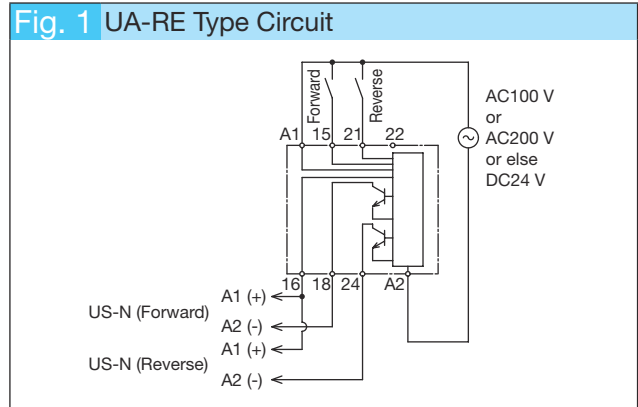 Fig. 1 UA-RE Type Circuit
Forward
Reverse
AC100 V
or
AC200 V
or else
DC24 V
A1 15 21 22
16 18 24 A2
A1 (+)
US-N (Forward)
A2 (-)
A1 (+)
US-N (Reverse)
A2 (-)